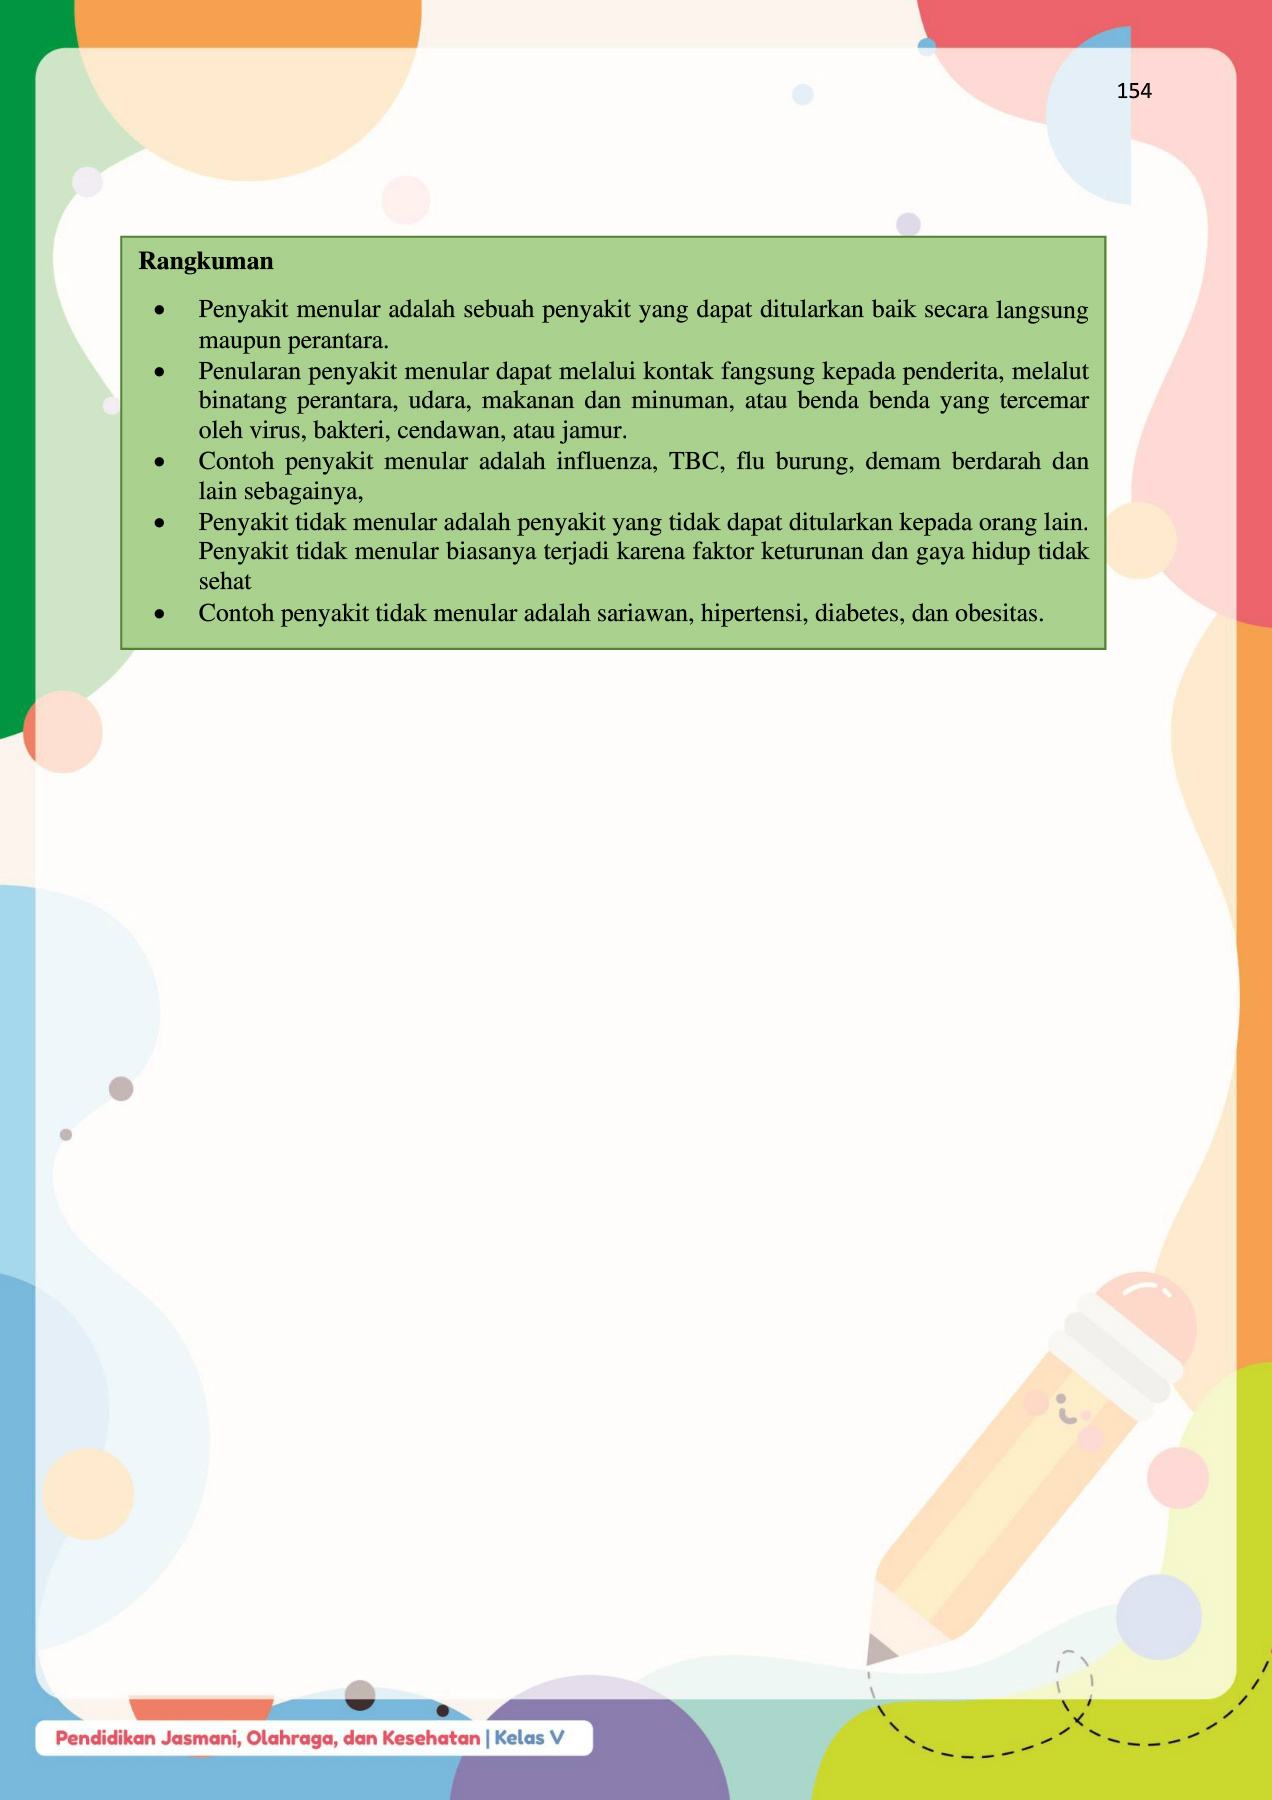 154
Rangkuman
• Penyakit menular adalah sebuah penyakit yang dapat ditularkan baik secara langsung
maupun perantara.
• Penularan penyakit menular dapat melalui kontak fangsung kepada penderita, melalut
binatang perantara, udara, makanan dan minuman, atau benda benda yang tercemar
oleh virus, bakteri, cendawan, atau jamur.
• Contoh penyakit menular adalah influenza, TBC, flu burung, demam berdarah dan
lain sebagainya,
• Penyakit tidak menular adalah penyakit yang tidak dapat ditularkan kepada orang lain.
Penyakit tidak menular biasanya terjadi karena faktor keturunan dan gaya hidup tidak
sehat
• Contoh penyakit tidak menular adalah sariawan, hipertensi, diabetes, dan obesitas.
Pendidikan Jasmani, Olahraga, dan Kesehatan | Kelas V